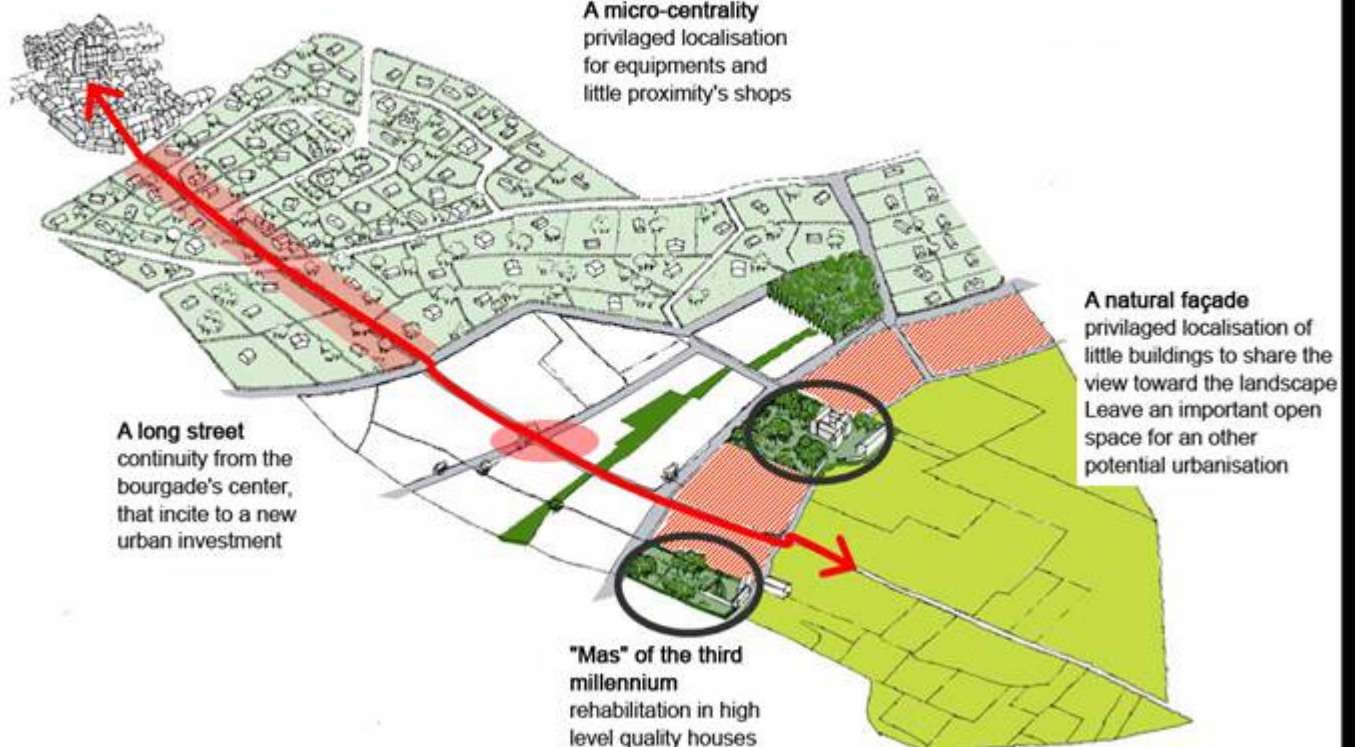 A micro-centrality
privilaged localisation
for equipments and
little proximity's shops
A natural façade
privilaged localisation of
little buildings to share the
view toward the landscape
Leave an important open
space for an other
potential urbanisation
A long street
continuity from the
bourgade's center,
that incite to a new
urban investment
"Mas" of the third
millennium
rehabilitation in high
level quality houses